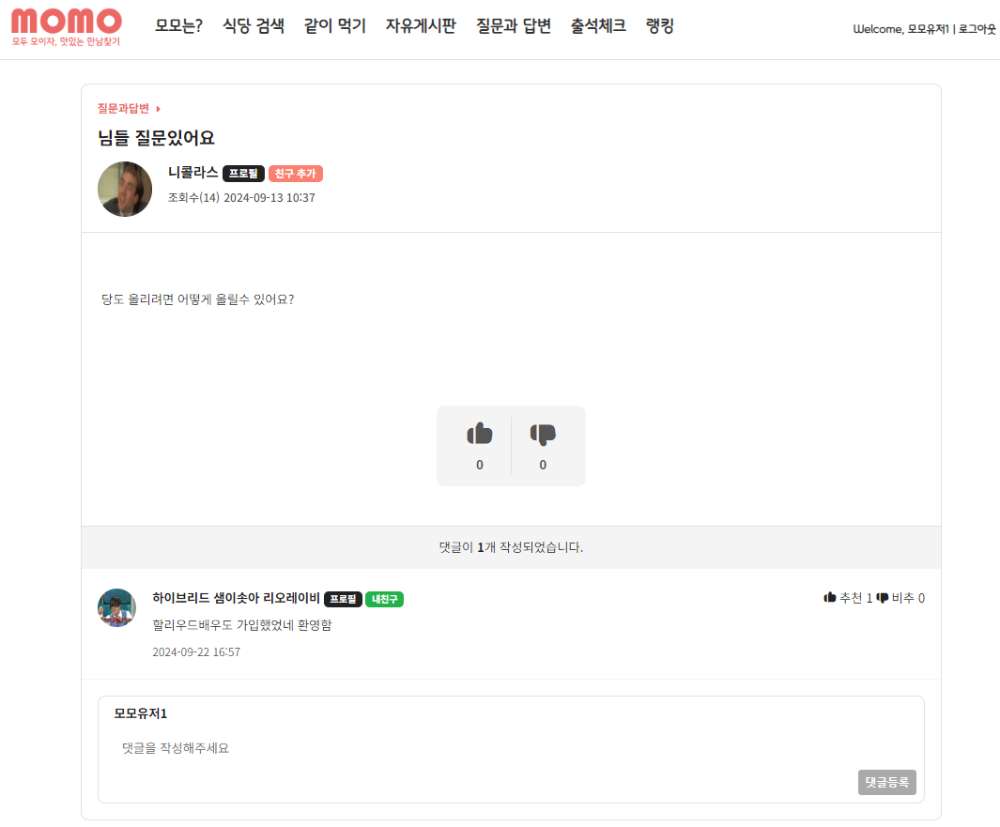 momo
모두 모이자, 맛있는 만남찾기
모모는? 식당 검색 같이 먹기 자유게시판 질문과 답변 출석체크 랭킹
Welcome, 모모유저1 | 로그아웃
질문과답변
님들 질문있어요
니콜라스 프로필 친구 추가
조회수(14) 2024-09-13 10:37
당도 올리려면 어떻게 올릴수 있어요?
0 0
댓글이 1개 작성되었습니다.
하이브리드 샘이솟아 리오레이비 프로필 내친구
추천 1 비추 0
할리우드배우도 가입했었네 환영함
2024-09-22 16:57
모모유저1
댓글을 작성해주세요
댓글등록